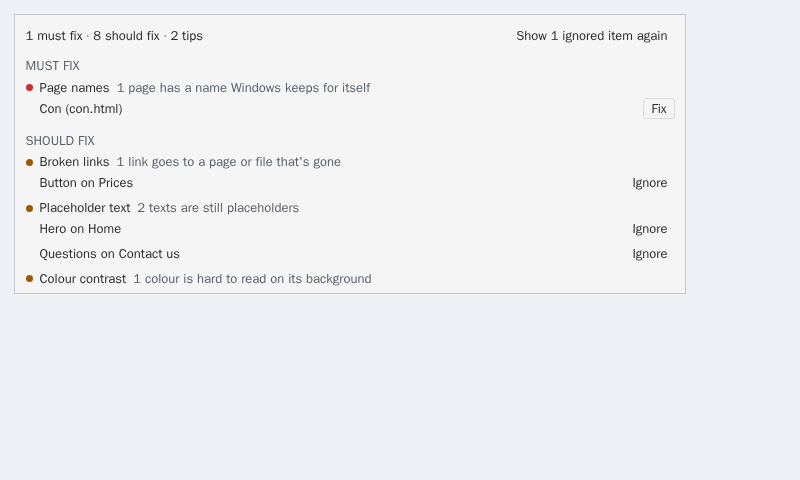 1 must fix · 8 should fix · 2 tips
Show 1 ignored item again
MUST FIX
Page names 1 page has a name Windows keeps for itself
Con (con.html)
Fix
SHOULD FIX
Broken links 1 link goes to a page or file that's gone
Button on Prices
Ignore
Placeholder text 2 texts are still placeholders
Hero on Home
Ignore
Questions on Contact us
Ignore
Colour contrast 1 colour is hard to read on its background